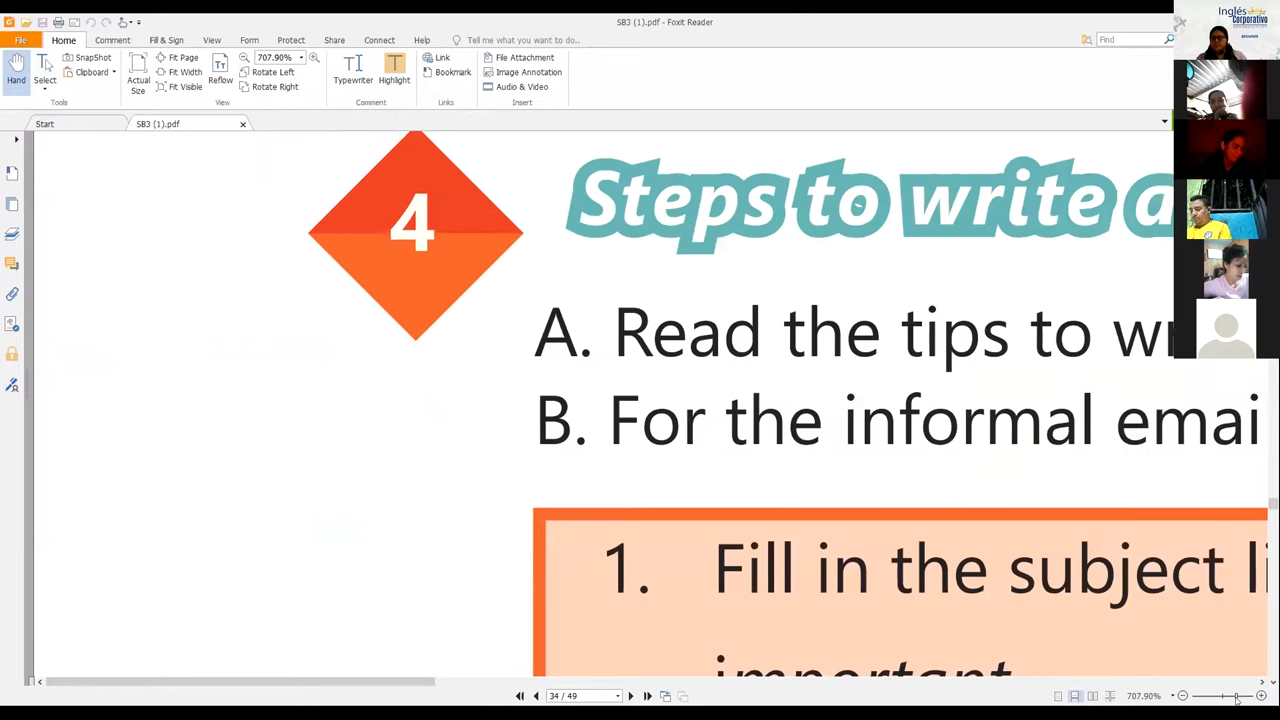 SB3 (1).pdf - Foxit Reader
Inglés
Corporativo
BEGINNER
File Home Comment Fill & Sign View Form Protect Share Connect Help Tell me what you want to do.. Find
Hand Select SnapShot Clipboard Actual Size Fit Page Fit Width Fit Visible Reflow 707.90% Rotate Left Rotate Right Typewriter Highlight Link Bookmark File Attachment Image Annotation Audio & Video
Tools View Comment Links Insert
Start SB3 (1).pdf
4 Steps to write a
A. Read the tips to wr
B. For the informal emai
1. Fill in the subject li
important
34 / 49 707.90%